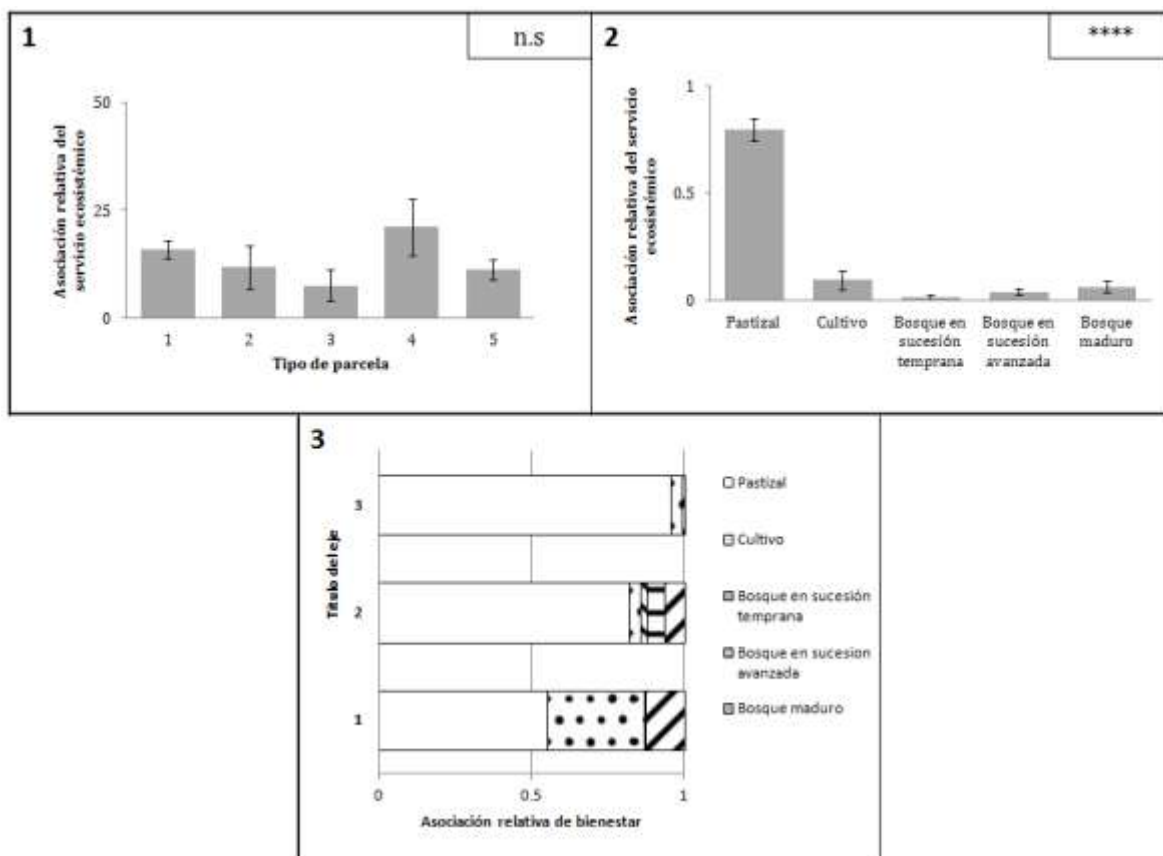 1
n.s
Asociación relativa del
servicio ecosistémico
50
25
0
1 2 3 4 5
Tipo de parcela
2
****
Asociación relativa del servicio
ecosistémico
1
0.5
0
Pastizal
Cultivo
Bosque en
sucesión
temprana
Bosque en
sucesión
avanzada
Bosque
maduro
3
Título del eje
3
2
1
0 0.5 1
Asociación relativa de bienestar
Pastizal
Cultivo
Bosque en sucesión
temprana
Bosque en sucesion
avanzada
Bosque maduro